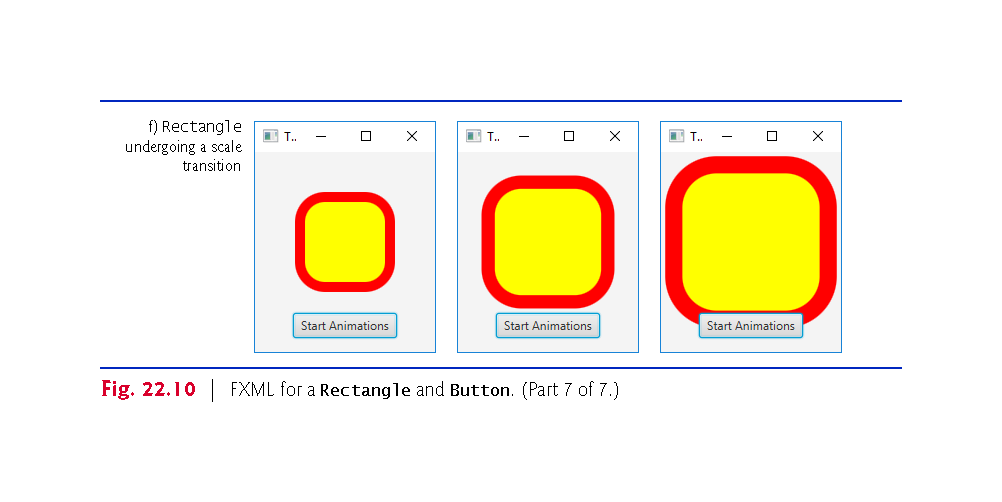 f) Rectangle
undergoing a scale
transition
T..
T..
T..
Start Animations
Start Animations
Start Animations
Fig. 22.10 | FXML for a Rectangle and Button. (Part 7 of 7.)